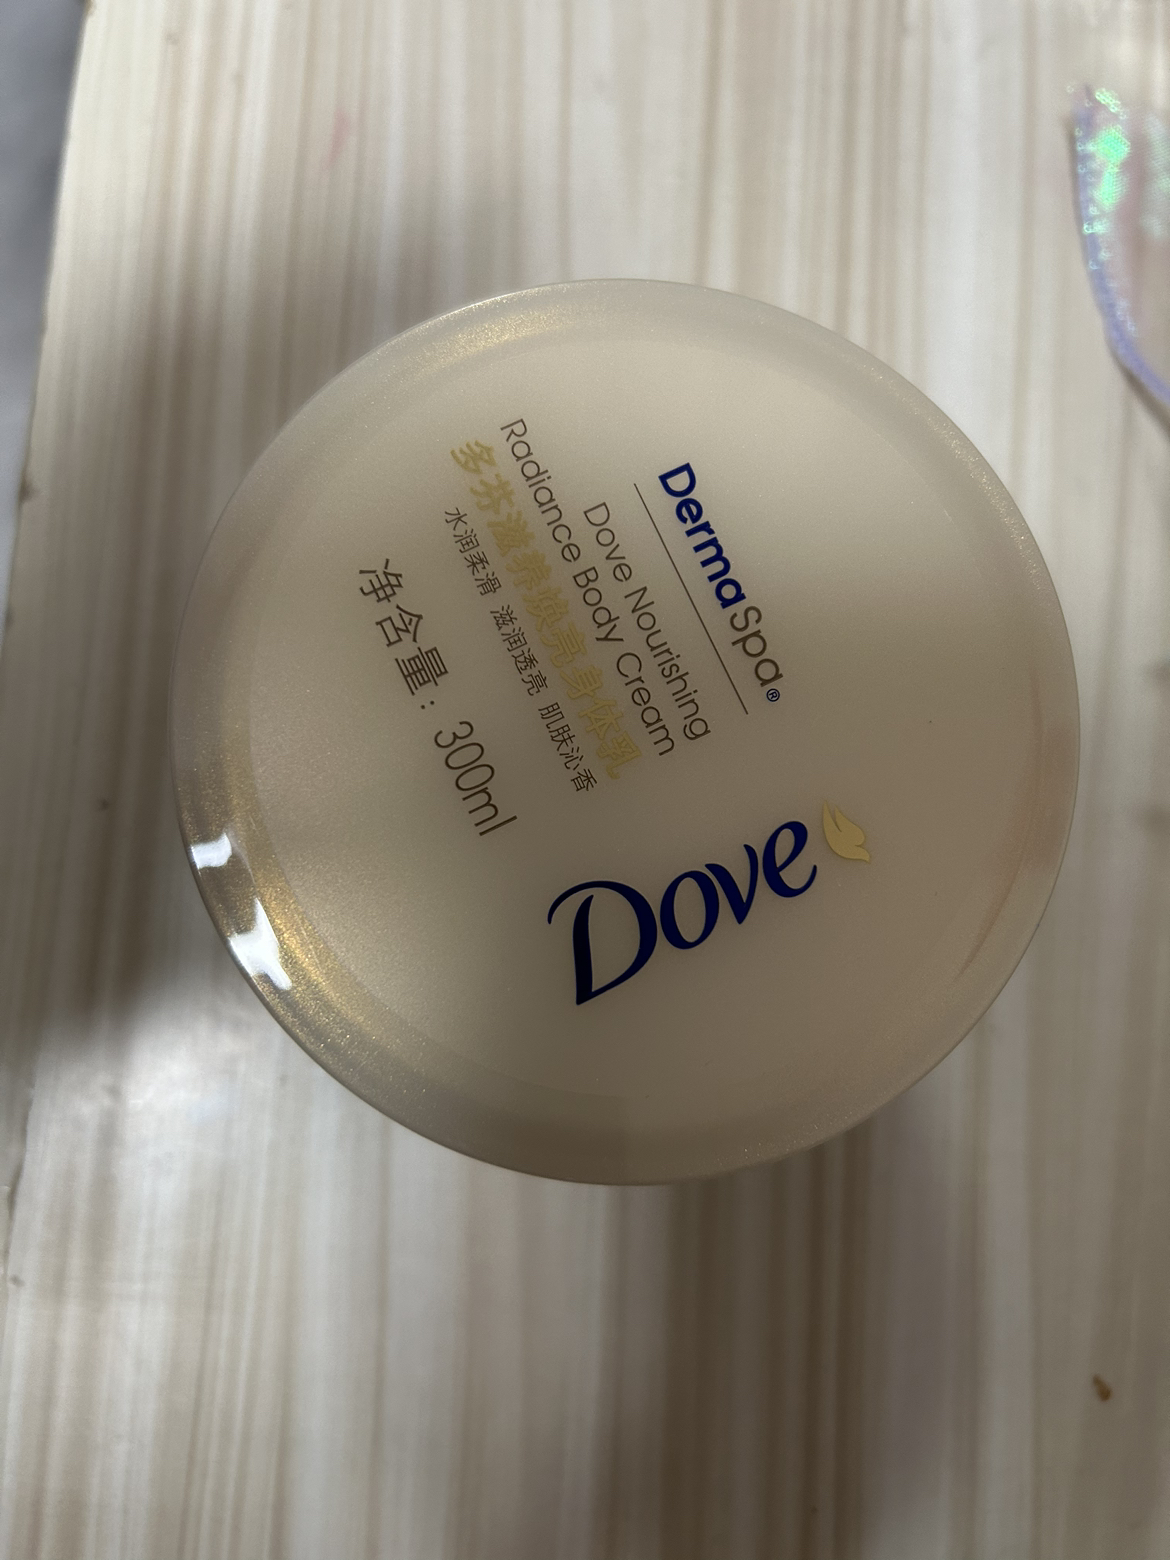 Dove
DermaSpa®
Dove Nourishing
Radiance Body Cream
多芬滋养焕亮身体乳
水润柔滑 滋润透亮 肌肤沁香
净含量：300ml